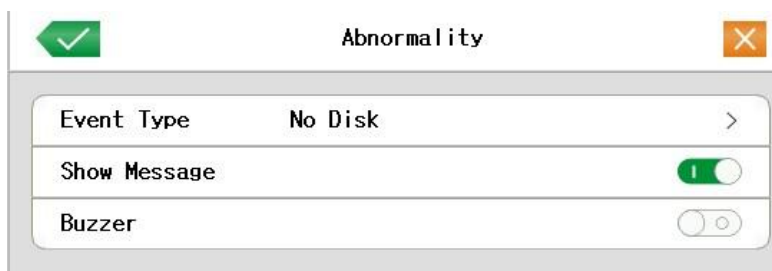 Abnormality
Event Type No Disk
Show Message
Buzzer